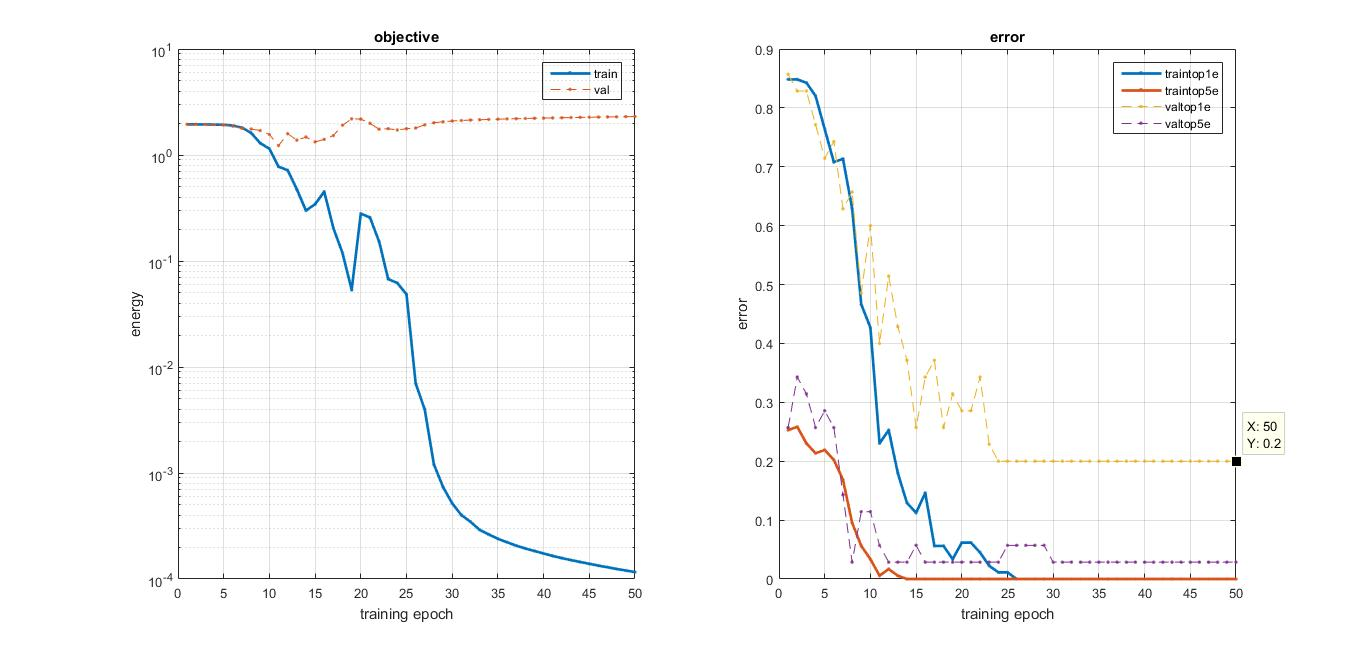 objective
10^1
10^0
10^-1
10^-2
10^-3
10^-4
energy
train
val
0 5 10 15 20 25 30 35 40 45 50
training epoch
error
0.9
0.8
0.7
0.6
0.5
0.4
0.3
0.2
0.1
0
error
traintop1e
traintop5e
valtop1e
valtop5e
X: 50
Y: 0.2
0 5 10 15 20 25 30 35 40 45 50
training epoch